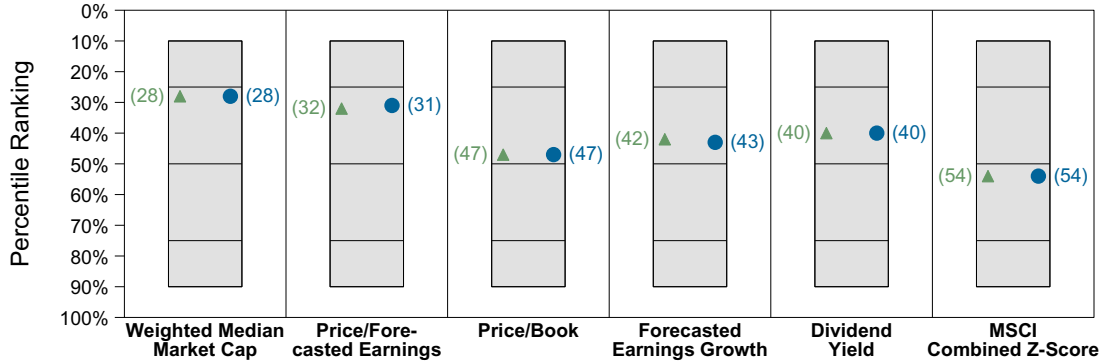 Percentile Ranking
0%
10%
20%
30%
40%
50%
60%
70%
80%
90%
100%
(28) (28)
(32) (31)
(47) (47)
(42) (43)
(40) (40)
(54) (54)
Weighted Median
Market Cap
Price/Fore-
casted Earnings
Price/Book
Forecasted
Earnings Growth
Dividend
Yield
MSCI
Combined Z-Score